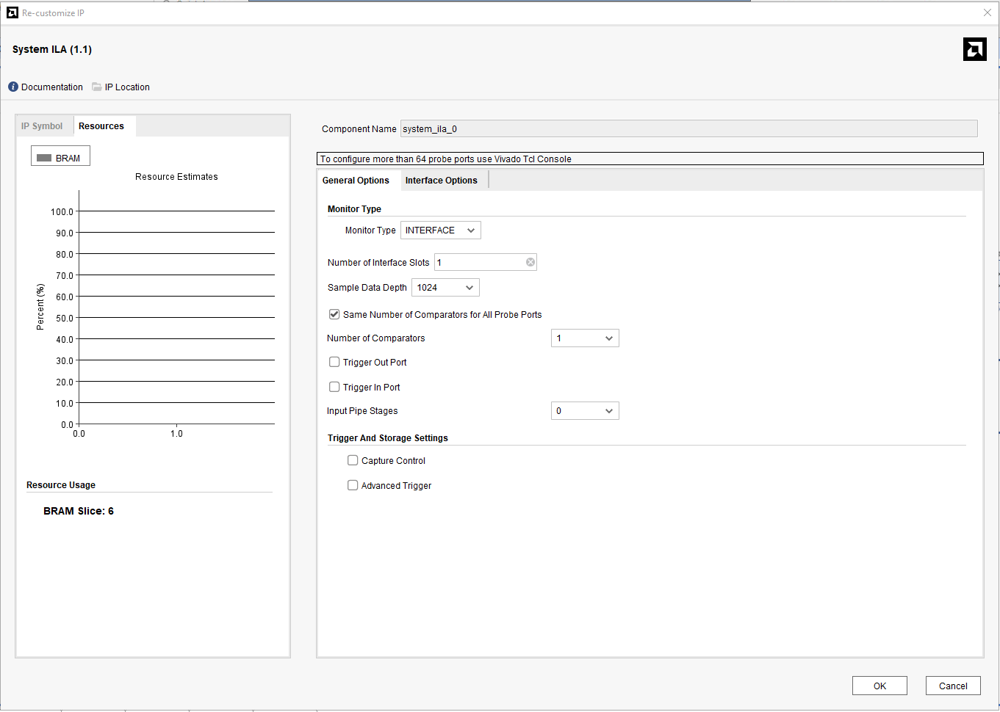 Re-customize IP
System ILA (1.1)
Documentation
IP Location
IP Symbol
Resources
BRAM
Resource Estimates
100.0
90.0
80.0
70.0
60.0
50.0
40.0
30.0
20.0
10.0
0.0
0.0
1.0
Percent (%)
Resource Usage
BRAM Slice: 6
Component Name system_ila_0
To configure more than 64 probe ports use Vivado Tcl Console
General Options
Interface Options
Monitor Type
Monitor Type INTERFACE
Number of Interface Slots 1
Sample Data Depth 1024
Same Number of Comparators for All Probe Ports
Number of Comparators 1
Trigger Out Port
Trigger In Port
Input Pipe Stages 0
Trigger And Storage Settings
Capture Control
Advanced Trigger
OK
Cancel